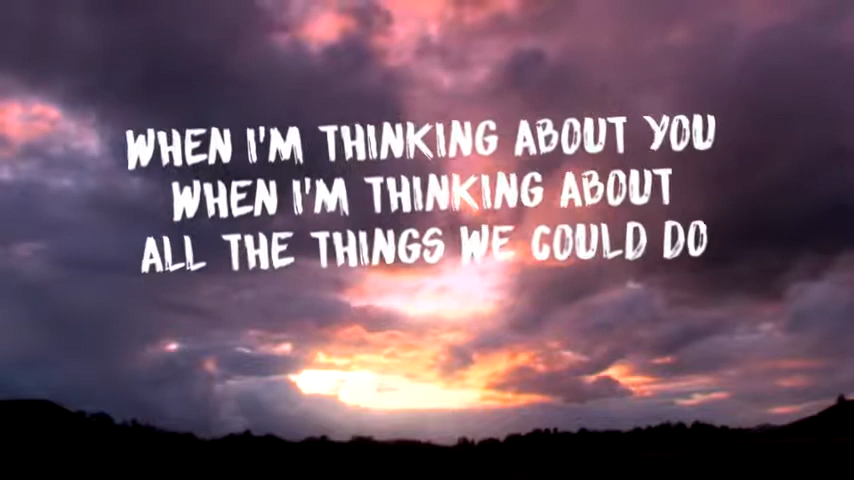 WHEN I'M THINKING ABOUT YOU
WHEN I'M THINKING ABOUT
ALL THE THINGS WE COULD DO